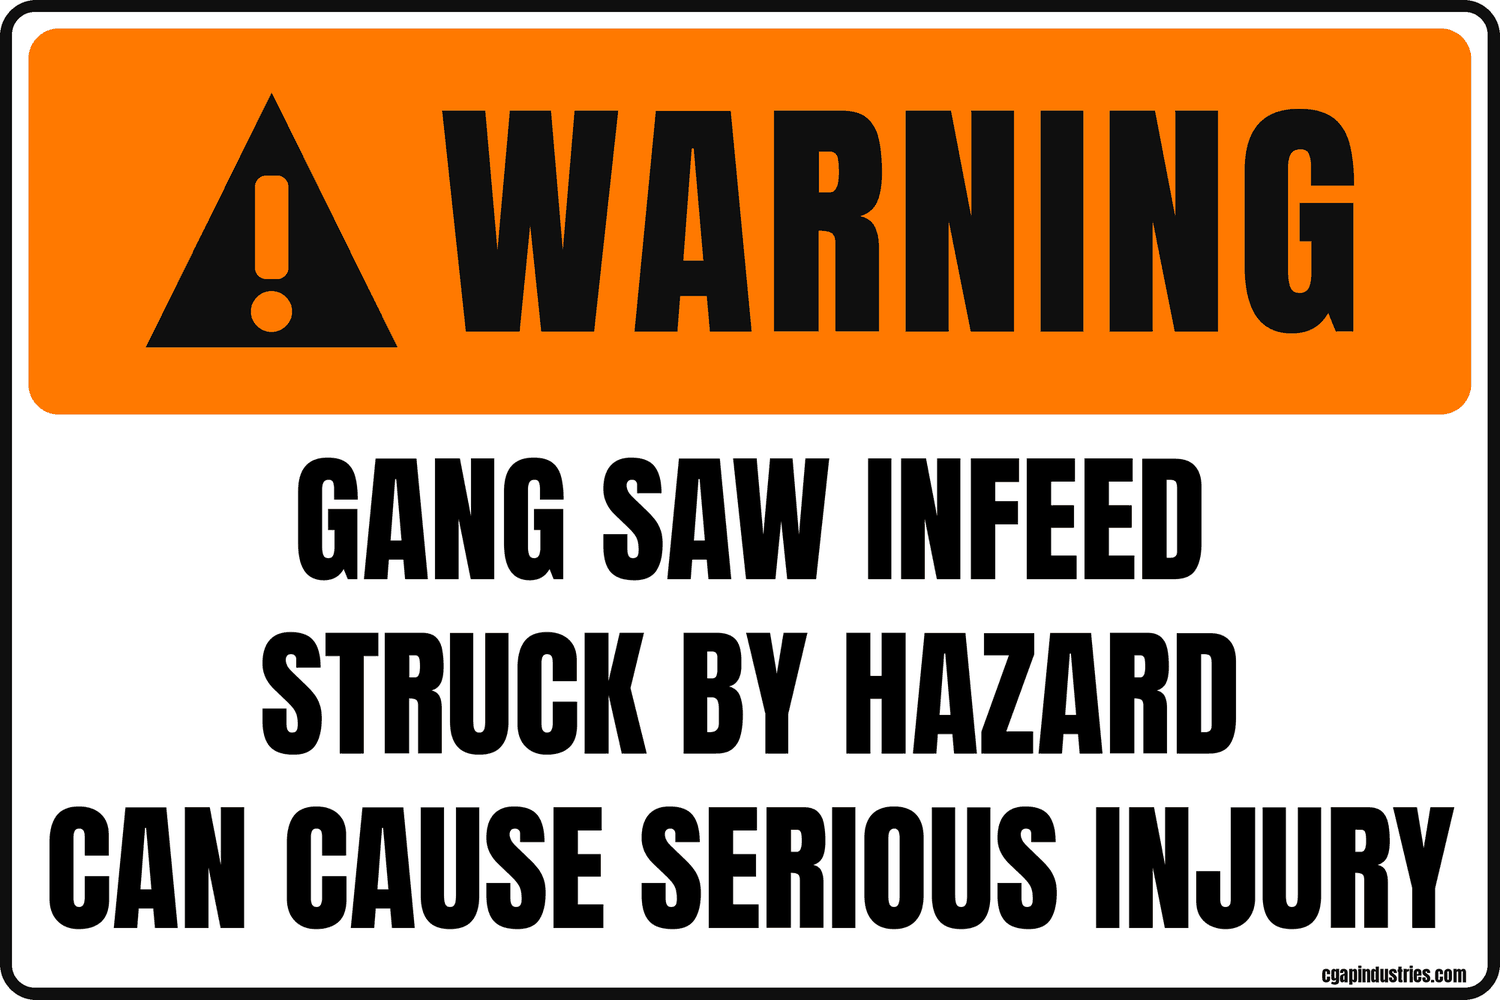 WARNING
GANG SAW INFEED
STRUCK BY HAZARD
CAN CAUSE SERIOUS INJURY
cgapindustries.com